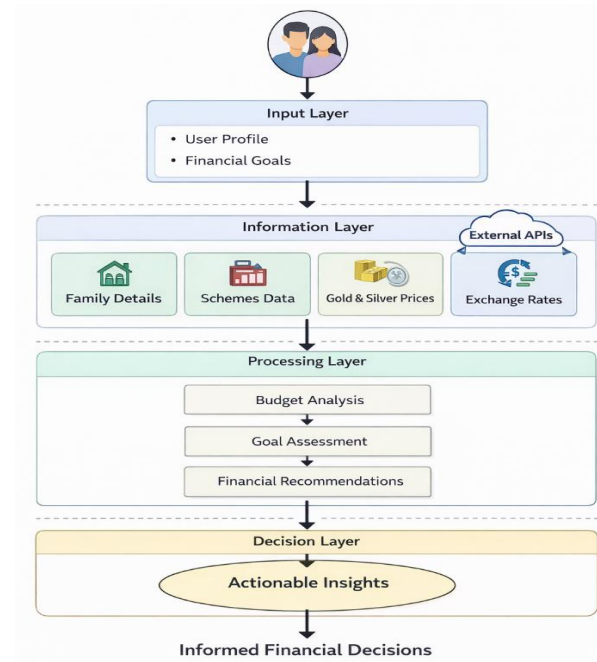 Input Layer
• User Profile
• Financial Goals
Information Layer
External APIs
Family Details
Schemes Data
Gold & Silver Prices
Exchange Rates
Processing Layer
Budget Analysis
Goal Assessment
Financial Recommendations
Decision Layer
Actionable Insights
Informed Financial Decisions